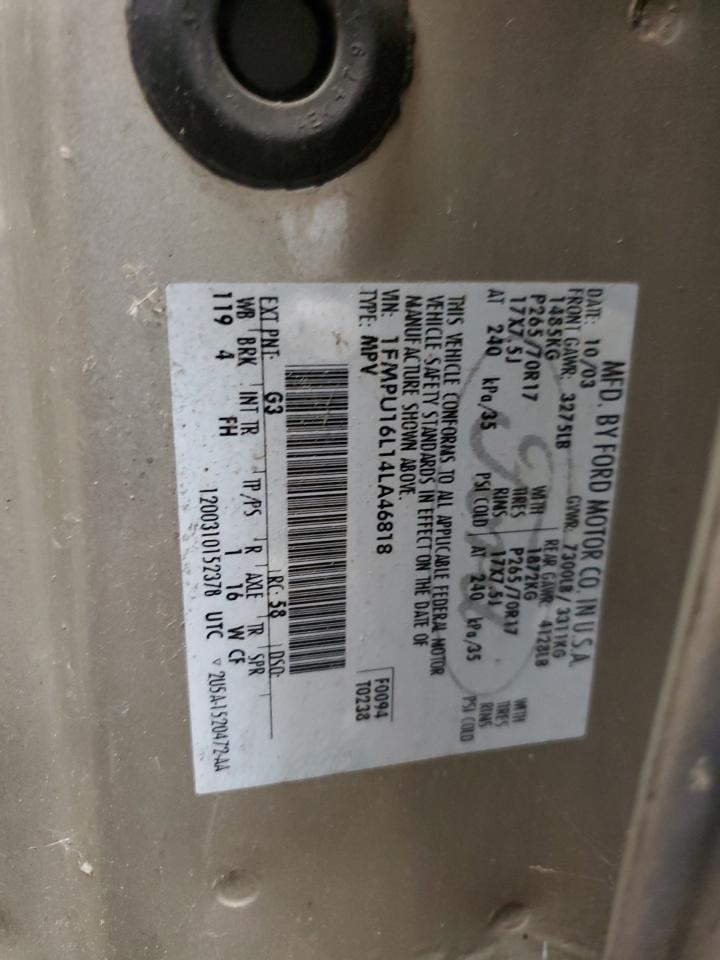 MFD. BY FORD MOTOR CO. IN U.S.A.
DATE: 10/03 GVWR: 7300LB/ 3311KG
FRONT GAWR: 3275LB REAR GAWR: 4128LB
1485KG WITH 1872KG WITH
P265/70R17 TIRES P265/70R17 TIRES
17X7.5J RIMS 17X7.5J RIMS
AT 240 kPa/35 PSI COLD AT 240 kPa/35 PSI COLD
THIS VEHICLE CONFORMS TO ALL APPLICABLE FEDERAL MOTOR
VEHICLE SAFETY STANDARDS IN EFFECT ON THE DATE OF
MANUFACTURE SHOWN ABOVE.
VIN: 1FMPU16L14LA46818 F0094
TYPE: MPV T0238
EXT PNT: G3 RC: 58 DSO:
WB BRK INT TR TP/PS R AXLE TR SPR
119 4 FH 1 16 W CF
1200310152378 UTC ▽ 2U5A-1520472-AA